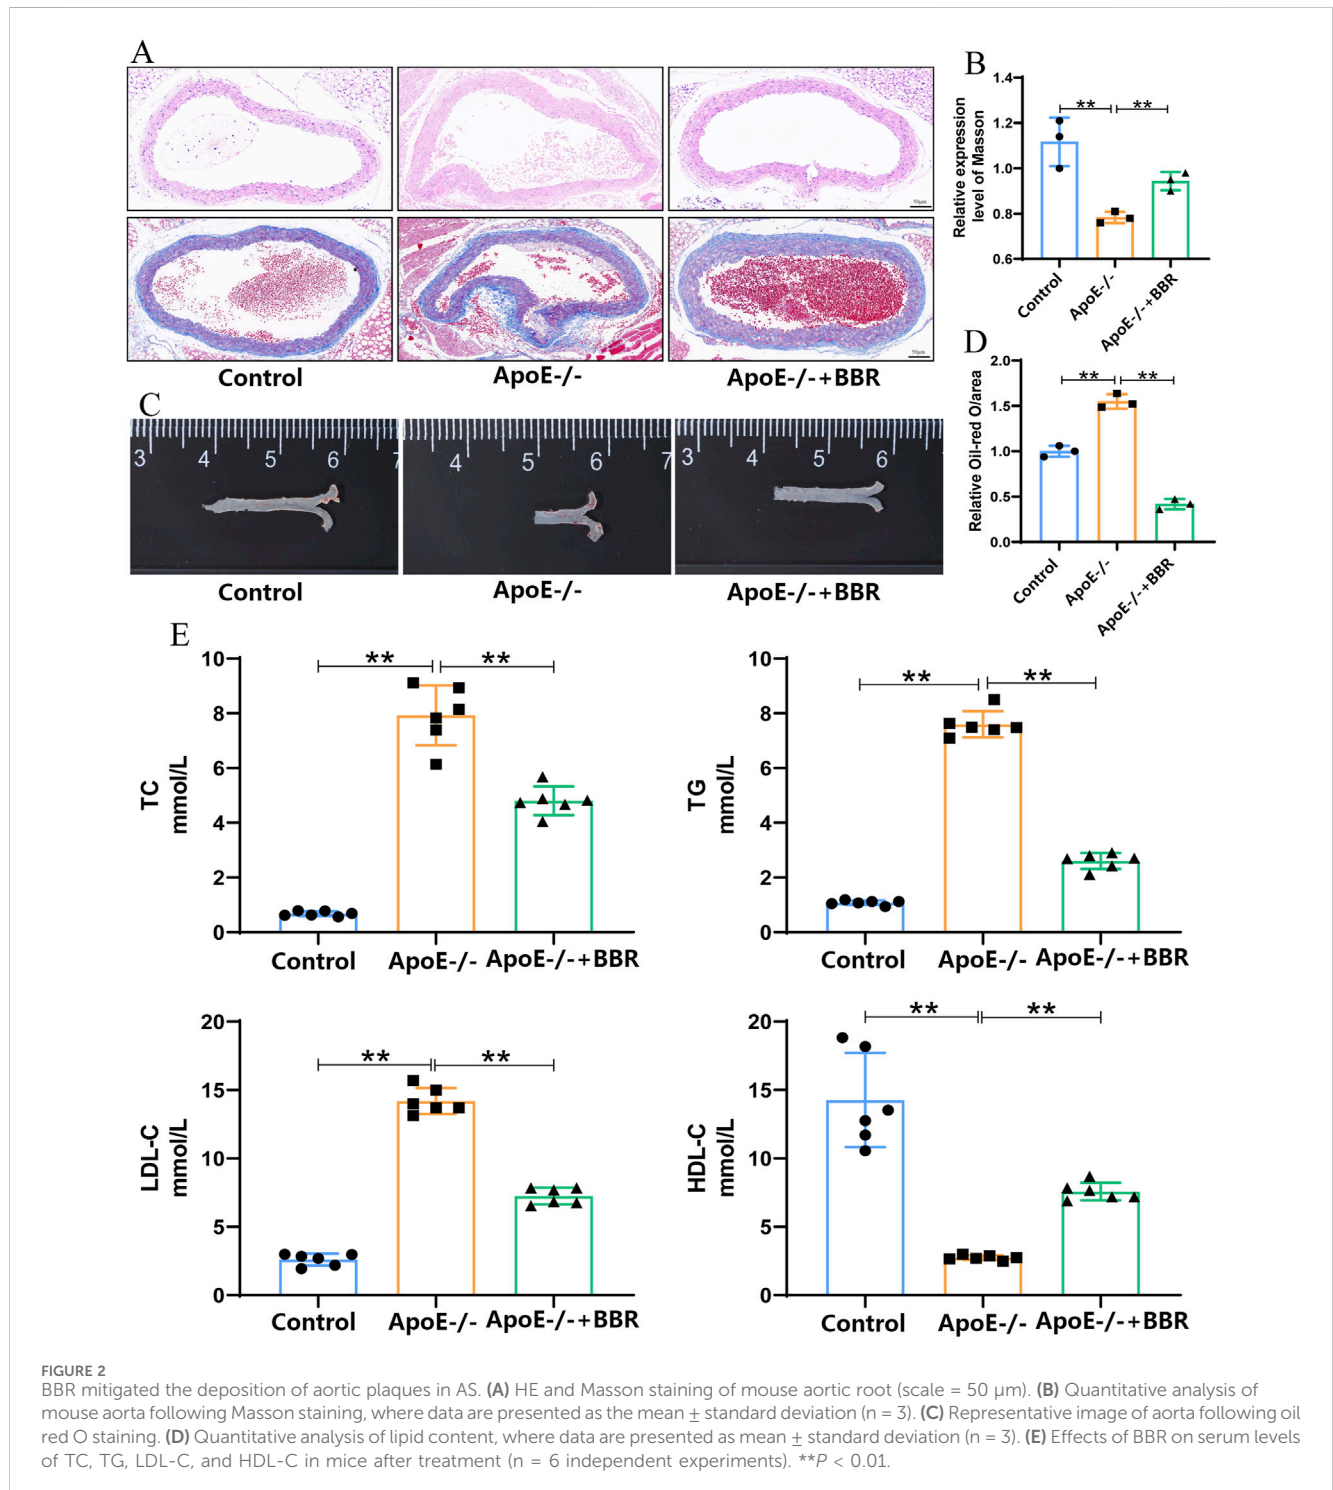 A
50μm
50μm
Control
ApoE-/-
ApoE-/-+BBR
B
Relative expression
level of Masson
1.4
1.2
1.0
0.8
0.6
**
**
Control
ApoE-/-
ApoE-/-+BBR
C
3 4 5 6 7
4 5 6 7
3 4 5 6
Control
ApoE-/-
ApoE-/-+BBR
D
Relative Oil-red O/area
2.0
1.5
1.0
0.5
0.0
**
**
Control
ApoE-/-
ApoE-/-+BBR
E
TC
mmol/L
10
8
6
4
2
0
**
**
Control
ApoE-/-
ApoE-/-+BBR
TG
mmol/L
10
8
6
4
2
0
**
**
Control
ApoE-/-
ApoE-/-+BBR
LDL-C
mmol/L
20
15
10
5
0
**
**
Control
ApoE-/-
ApoE-/-+BBR
HDL-C
mmol/L
20
15
10
5
0
**
**
Control
ApoE-/-
ApoE-/-+BBR
FIGURE 2
BBR mitigated the deposition of aortic plaques in AS. (A) HE and Masson staining of mouse aortic root (scale = 50 μm). (B) Quantitative analysis of
mouse aorta following Masson staining, where data are presented as the mean ± standard deviation (n = 3). (C) Representative image of aorta following oil
red O staining. (D) Quantitative analysis of lipid content, where data are presented as mean ± standard deviation (n = 3). (E) Effects of BBR on serum levels
of TC, TG, LDL-C, and HDL-C in mice after treatment (n = 6 independent experiments). **P < 0.01.